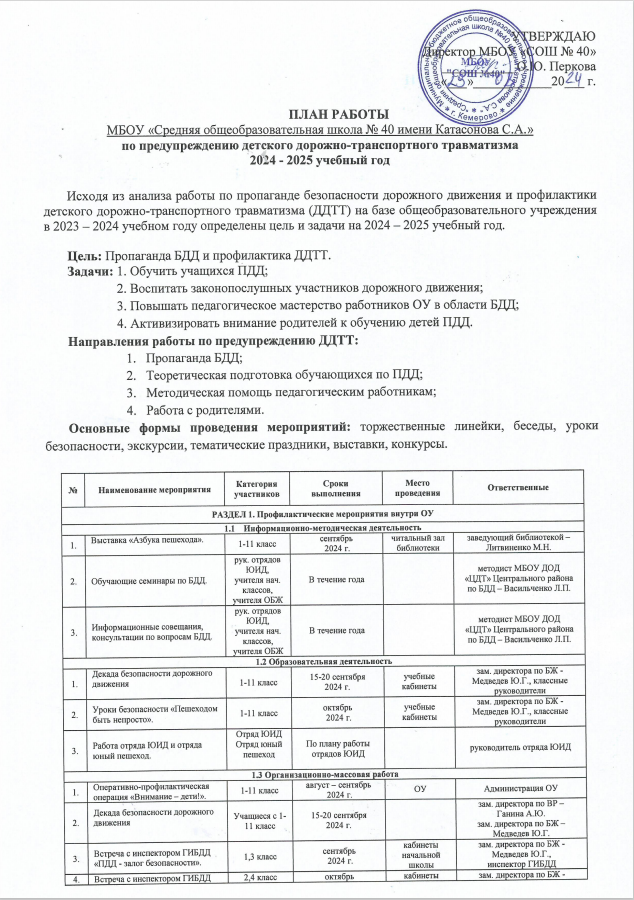 УТВЕРЖДАЮ
Директор МБОУ «СОШ № 40»
О.Ю. Перкова
« 29 » 2024 г.
МБОУ
"СОШ №40"
г. Кемерово
ПЛАН РАБОТЫ
МБОУ «Средняя общеобразовательная школа № 40 имени Катасонова С.А.»
по предупреждению детского дорожно-транспортного травматизма
2024 - 2025 учебный год
Исходя из анализа работы по пропаганде безопасности дорожного движения и профилактики
детского дорожно-транспортного травматизма (ДДТТ) на базе общеобразовательного учреждения
в 2023 – 2024 учебном году определены цель и задачи на 2024 – 2025 учебный год.
Цель: Пропаганда БДД и профилактика ДДТТ.
Задачи: 1. Обучить учащихся ПДД;
2. Воспитать законопослушных участников дорожного движения;
3. Повышать педагогическое мастерство работников ОУ в области БДД;
4. Активизировать внимание родителей к обучению детей ПДД.
Направления работы по предупреждению ДДТТ:
1. Пропаганда БДД;
2. Теоретическая подготовка обучающихся по ПДД;
3. Методическая помощь педагогическим работникам;
4. Работа с родителями.
Основные формы проведения мероприятий: торжественные линейки, беседы, уроки
безопасности, экскурсии, тематические праздники, выставки, конкурсы.
№ Наименование мероприятия Категория участников Сроки выполнения Место проведения Ответственные
РАЗДЕЛ 1. Профилактические мероприятия внутри ОУ
1.1 Информационно-методическая деятельность
1. Выставка «Азбука пешехода». 1-11 класс сентябрь 2024 г. читальный зал библиотеки заведующий библиотекой – Литвиненко М.Н.
2. Обучающие семинары по БДД. рук. отрядов ЮИД, учителя нач. классов, учителя ОБЖ В течение года методист МБОУ ДОД «ЦДТ» Центрального района по БДД – Васильченко Л.П.
3. Информационные совещания, консультации по вопросам БДД. рук. отрядов ЮИД, учителя нач. классов, учителя ОБЖ В течение года методист МБОУ ДОД «ЦДТ» Центрального района по БДД – Васильченко Л.П.
1.2 Образовательная деятельность
1. Декада безопасности дорожного движения 1-11 класс 15-20 сентября 2024 г. учебные кабинеты зам. директора по БЖ - Медведев Ю.Г., классные руководители
2. Уроки безопасности «Пешеходом быть непросто». 1-11 класс октябрь 2024 г. учебные кабинеты зам. директора по БЖ - Медведев Ю.Г., классные руководители
3. Работа отряда ЮИД и отряда юный пешеход. Отряд ЮИД Отряд юный пешеход По плану работы отрядов ЮИД руководитель отряда ЮИД
1.3 Организационно-массовая работа
1. Оперативно-профилактическая операция «Внимание – дети!». 1-11 класс август – сентябрь 2024 г. ОУ Администрация ОУ
2. Декада безопасности дорожного движения Учащиеся с 1-11 класс 15-20 сентября 2024 г. зам. директора по ВР – Ганина А.Ю. зам. директора по БЖ – Медведев Ю.Г.
3. Встреча с инспектором ГИБДД «ПДД - залог безопасности». 1,3 класс сентябрь 2024 г. кабинеты начальной школы зам. директора по БЖ - Медведев Ю.Г., инспектор ГИБДД
4. Встреча с инспектором ГИБДД 2,4 класс октябрь кабинеты зам. директора по БЖ -